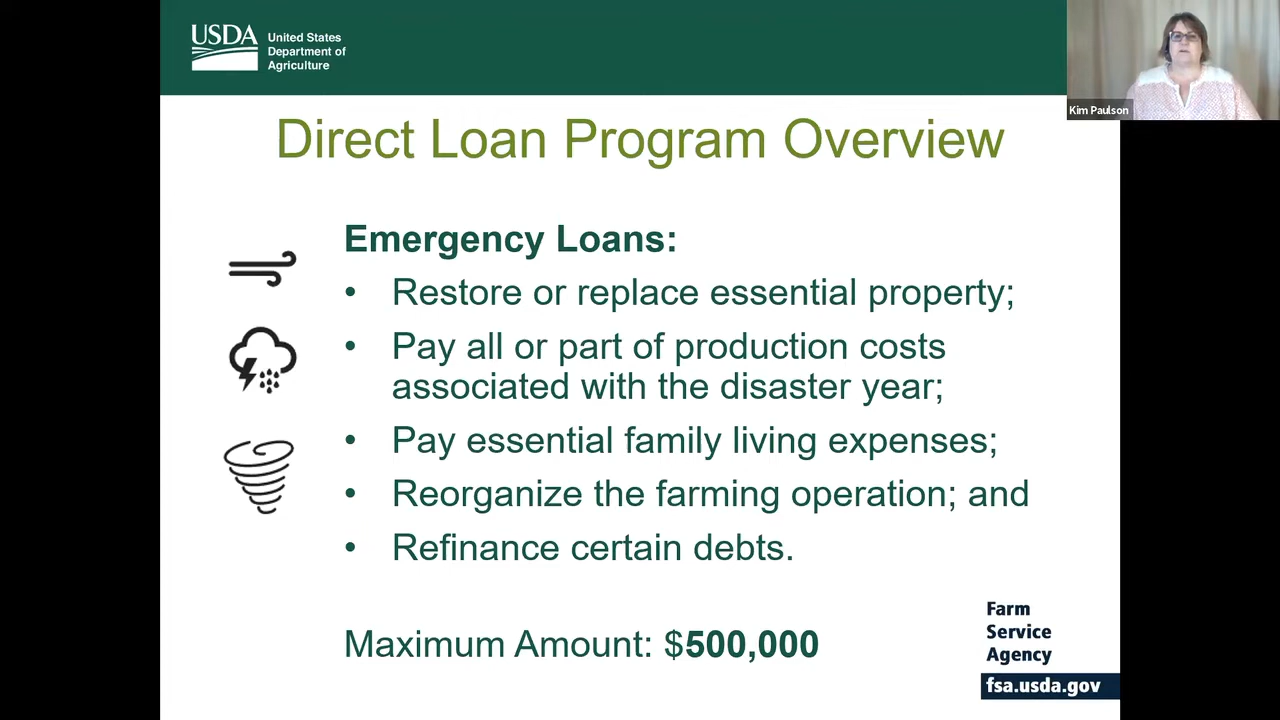 USDA
United States
Department of
Agriculture
Kim Paulson
Direct Loan Program Overview
Emergency Loans:
• Restore or replace essential property;
• Pay all or part of production costs
associated with the disaster year;
• Pay essential family living expenses;
• Reorganize the farming operation; and
• Refinance certain debts.
Maximum Amount: $500,000
Farm
Service
Agency
fsa.usda.gov